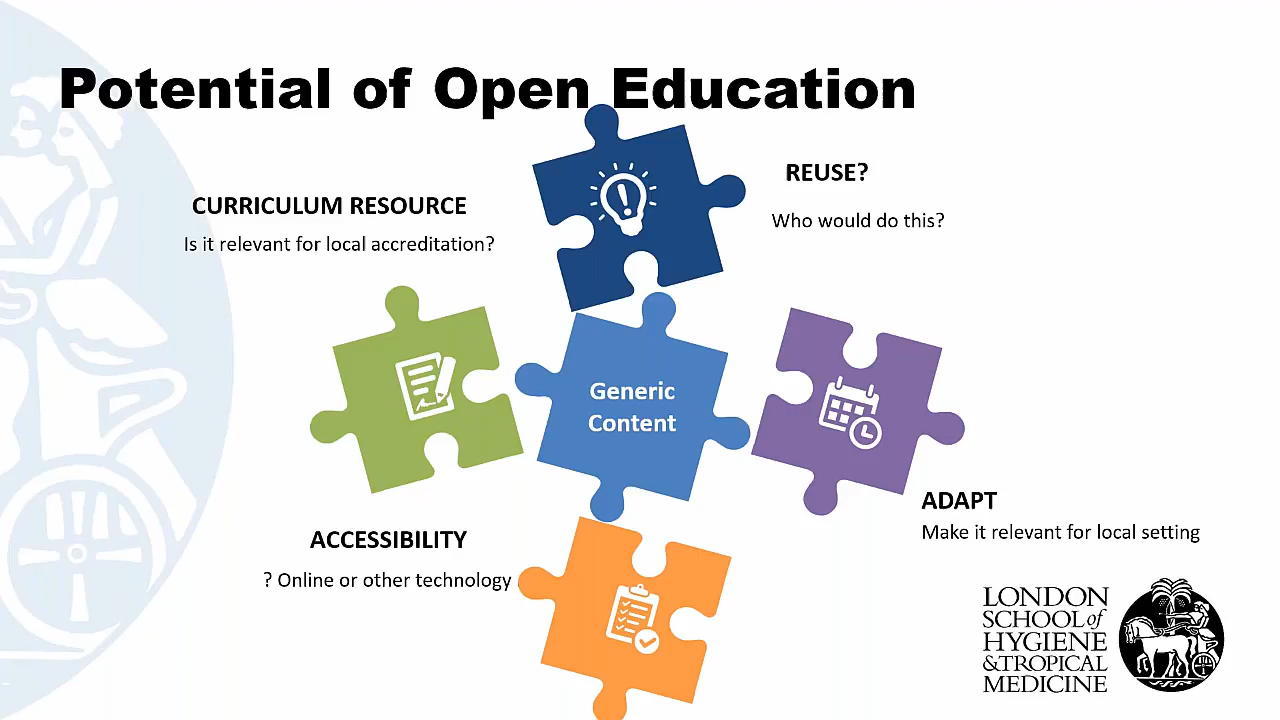 Potential of Open Education
REUSE?
Who would do this?
CURRICULUM RESOURCE
Is it relevant for local accreditation?
Generic
Content
ADAPT
Make it relevant for local setting
ACCESSIBILITY
? Online or other technology
LONDON
SCHOOL of
HYGIENE
& TROPICAL
MEDICINE